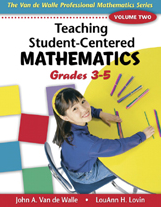 The Van de Walle Professional Mathematics Series
VOLUME TWO
Teaching
Student-Centered
MATHEMATICS
Grades 3-5
John A. Van de Walle
LouAnn H. Lovin